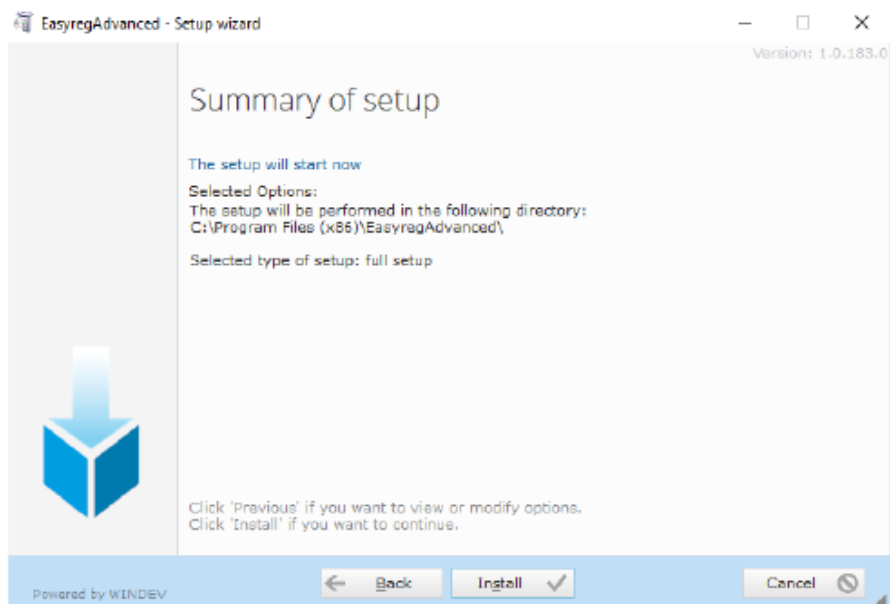 EasyregAdvanced - Setup wizard
Version: 1.0.183.0
Summary of setup
The setup will start now
Selected Options:
The setup will be performed in the following directory:
C:\Program Files (x86)\EasyregAdvanced\
Selected type of setup: full setup
Click 'Previous' if you want to view or modify options.
Click 'Install' if you want to continue.
Powered by WINDEV
Back
Install
Cancel